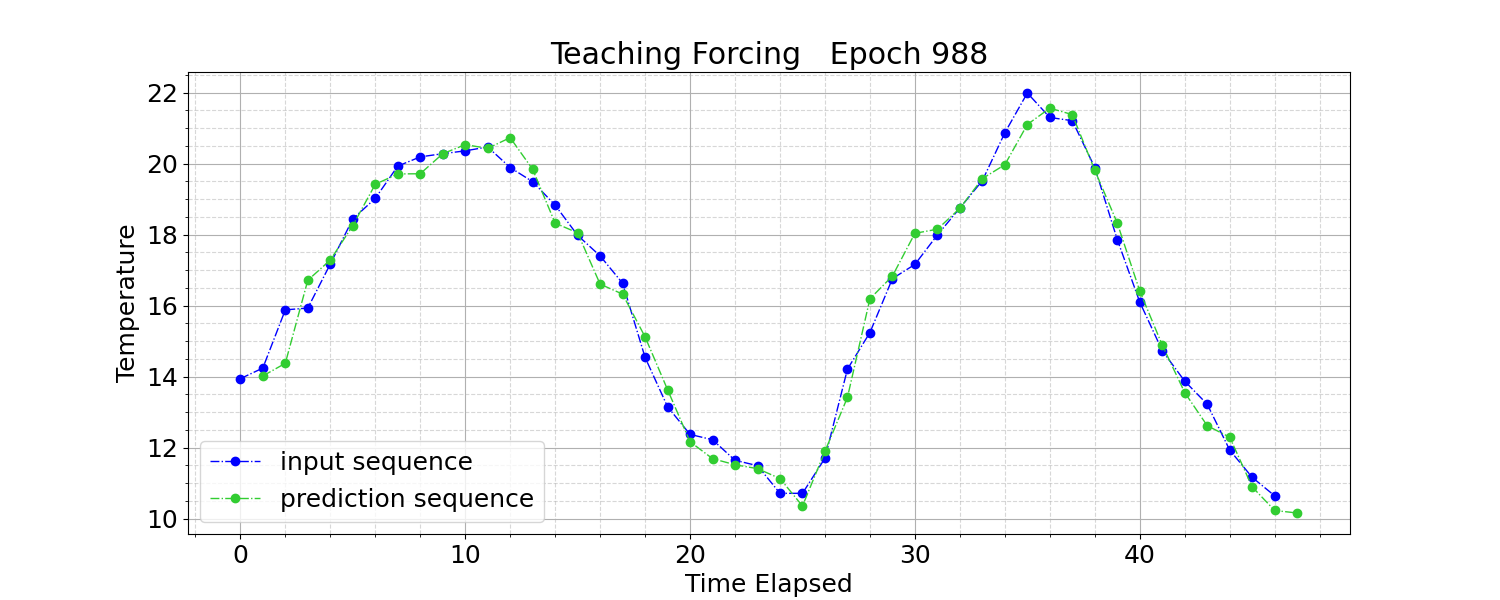 Teaching Forcing   Epoch 988
Temperature
22
20
18
16
14
12
10
input sequence
prediction sequence
0 10 20 30 40
Time Elapsed